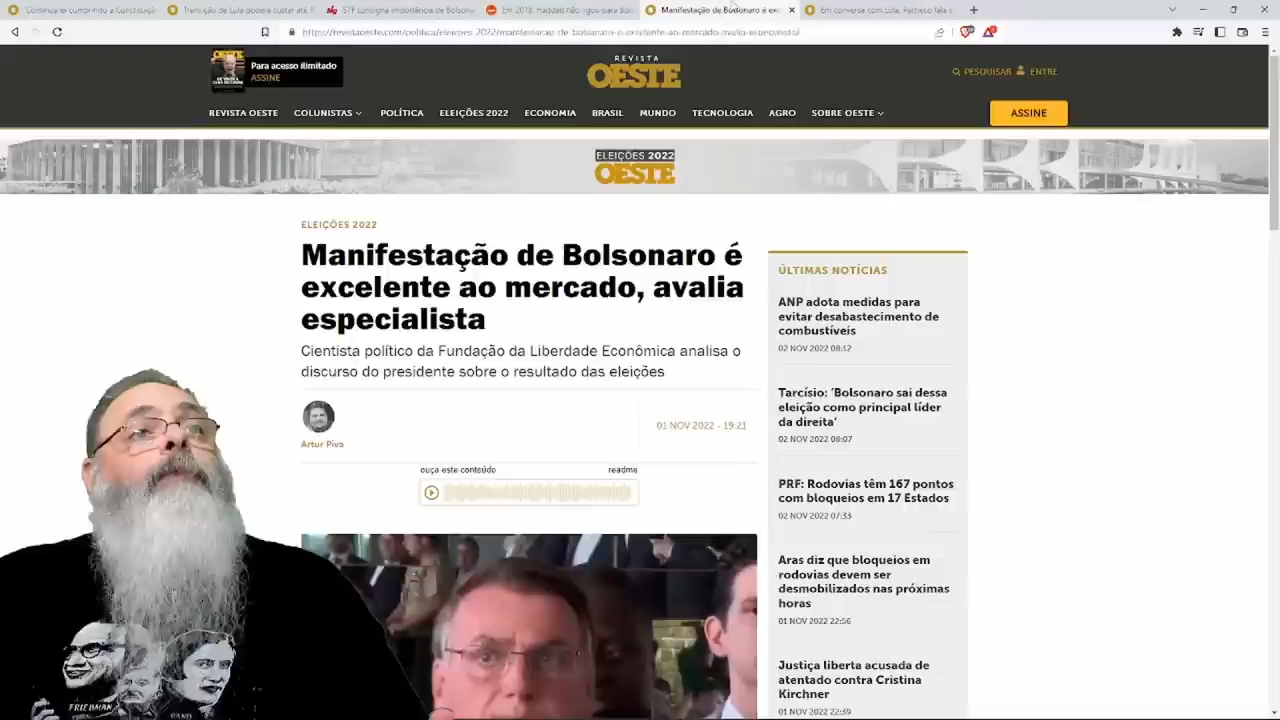 Continuarei cumprindo a Constituiçã
Transição de Lula poderá custar até
STF consigna importância de Bolson
Em 2018, Haddad não ligou para Bol
Manifestação de Bolsonaro é ex
Em conversa com Lula, Pacheco fala
https://revistaoeste.com/politica/eleicoes-2022/manifestacao-de-bolsonaro-e-excelente-ao-mercado-avalia-especialista/
Para acesso ilimitado
ASSINE
REVISTA
OESTE
PESQUISAR
ENTRE
REVISTA OESTE
COLUNISTAS
POLÍTICA
ELEIÇÕES 2022
ECONOMIA
BRASIL
MUNDO
TECNOLOGIA
AGRO
SOBRE OESTE
ASSINE
ELEIÇÕES 2022
OESTE
ELEIÇÕES 2022
Manifestação de Bolsonaro é
excelente ao mercado, avalia
especialista
Cientista político da Fundação da Liberdade Econômica analisa o
discurso do presidente sobre o resultado das eleições
Artur Piva
01 NOV 2022 - 19:21
ouça este conteúdo
readme
ÚLTIMAS NOTÍCIAS
ANP adota medidas para
evitar desabastecimento de
combustíveis
02 NOV 2022 08:12
Tarcísio: ‘Bolsonaro sai dessa
eleição como principal líder
da direita’
02 NOV 2022 08:07
PRF: Rodovias têm 167 pontos
com bloqueios em 17 Estados
02 NOV 2022 07:33
Aras diz que bloqueios em
rodovias devem ser
desmobilizados nas próximas
horas
01 NOV 2022 22:56
Justiça liberta acusada de
atentado contra Cristina
Kirchner
01 NOV 2022 22:39
FRIEDMAN
RAND